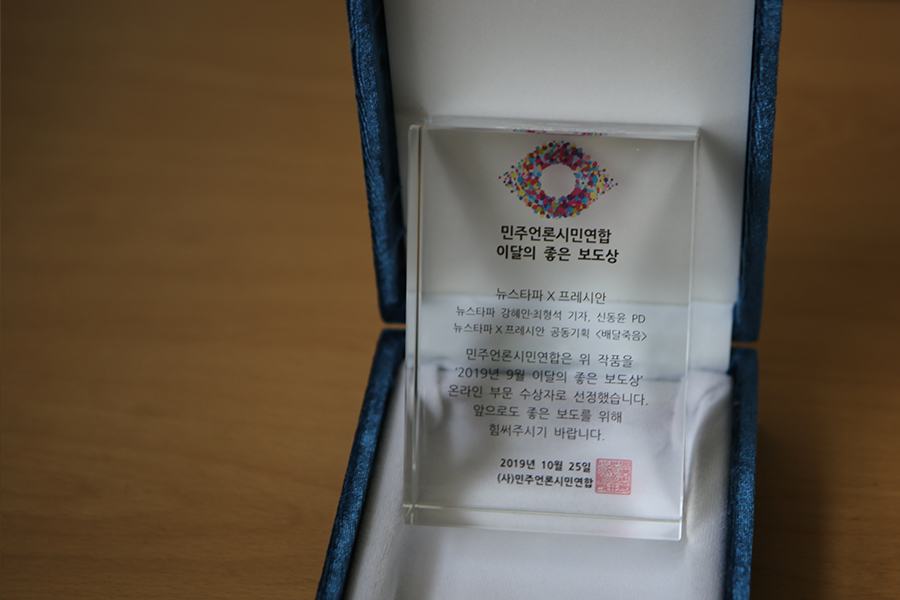 민주언론시민연합
이달의 좋은 보도상
뉴스타파 X 프레시안
뉴스타파 강혜인·최형석 기자, 신동윤 PD
뉴스타파 X 프레시안 공동기획 <배달죽음>
민주언론시민연합은 위 작품을
'2019년 9월 이달의 좋은 보도상'
온라인 부문 수상자로 선정했습니다.
앞으로도 좋은 보도를 위해
힘써주시기 바랍니다.
2019년 10월 25일
(사)민주언론시민연합